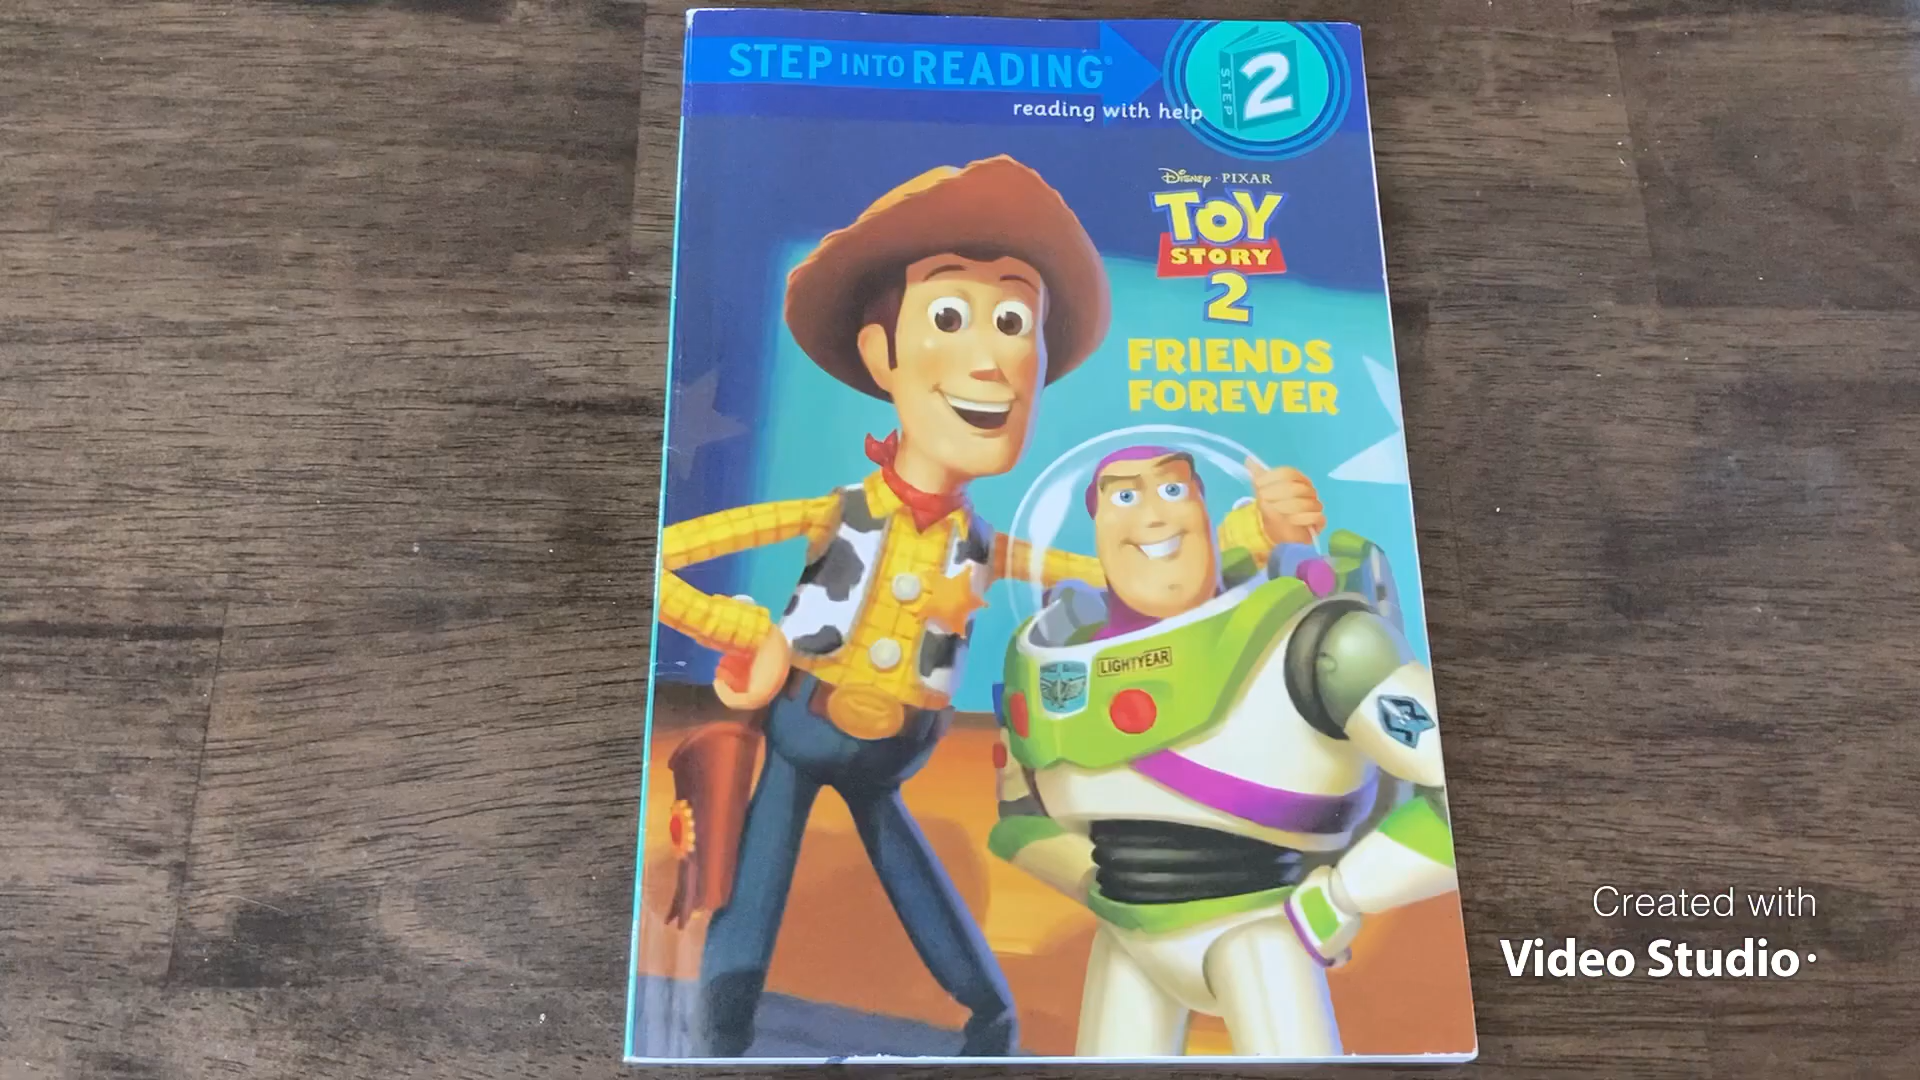 STEP INTO READING®
reading with help
STEP 2
Disney · PIXAR
TOY
STORY
2
FRIENDS
FOREVER
LIGHTYEAR
Created with
Video Studio